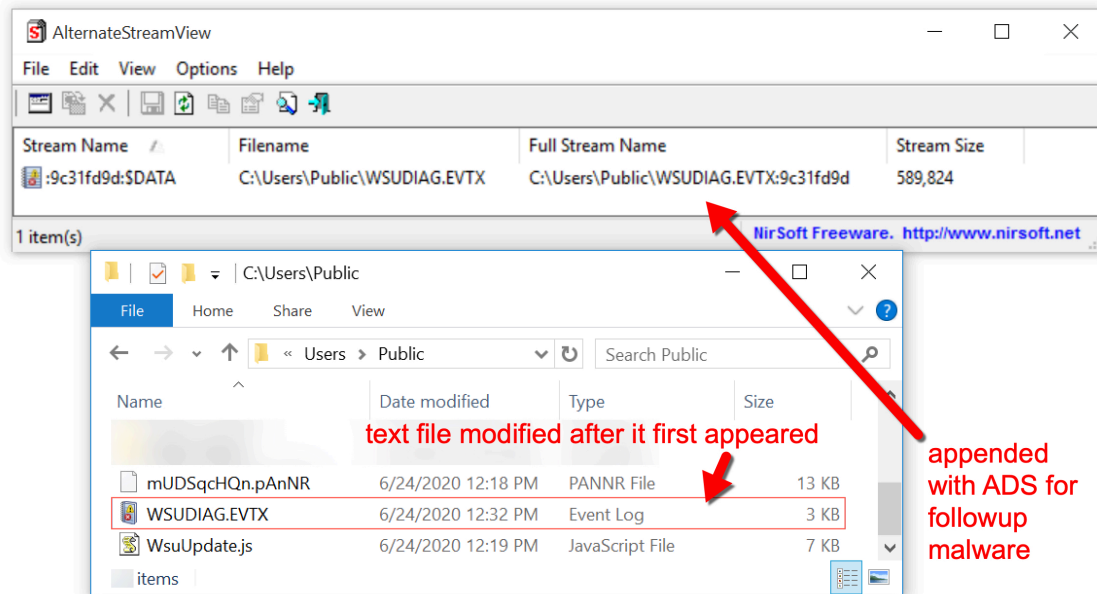 AlternateStreamView
File Edit View Options Help
Stream Name Filename Full Stream Name Stream Size
:9c31fd9d:$DATA C:\Users\Public\WSUDIAG.EVTX C:\Users\Public\WSUDIAG.EVTX:9c31fd9d 589,824
1 item(s) NirSoft Freeware. http://www.nirsoft.net
C:\Users\Public
File Home Share View
« Users > Public Search Public
Name Date modified Type Size
text file modified after it first appeared
mUDSqcHQn.pAnNR 6/24/2020 12:18 PM PANNR File 13 KB
WSUDIAG.EVTX 6/24/2020 12:32 PM Event Log 3 KB
WsuUpdate.js 6/24/2020 12:19 PM JavaScript File 7 KB
items
appended
with ADS for
followup
malware